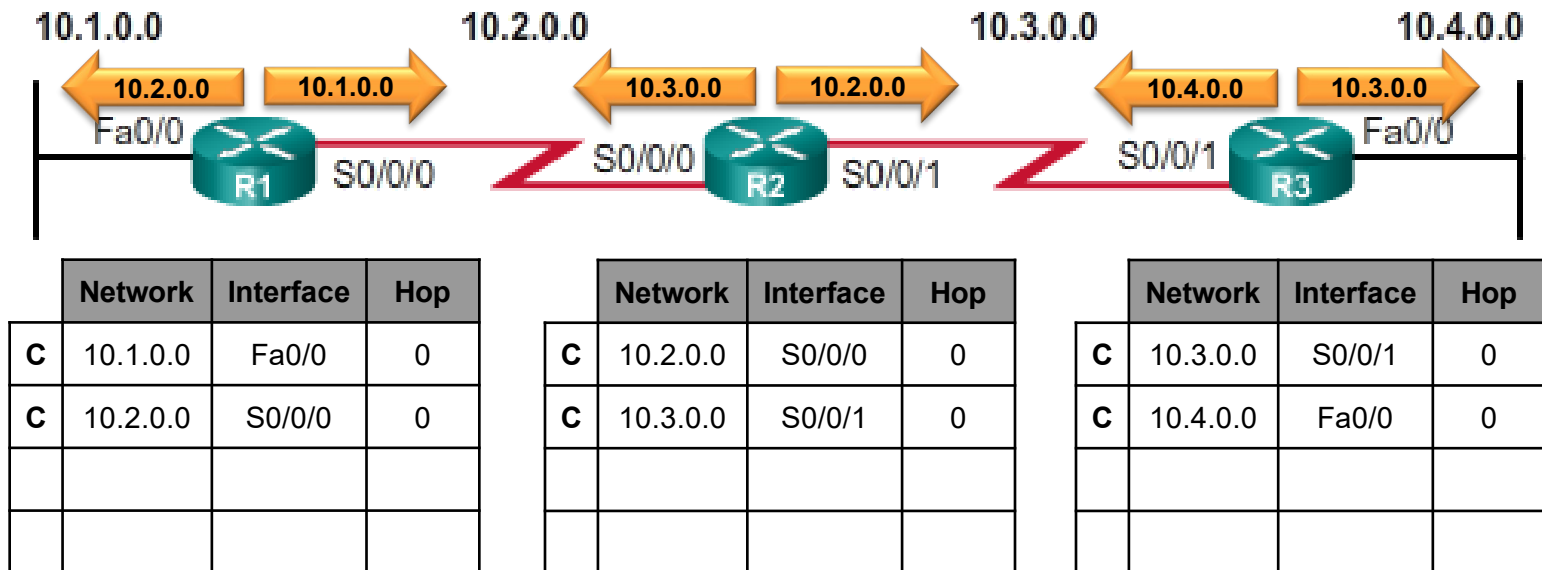 10.1.0.0 10.2.0.0 10.3.0.0 10.4.0.0
10.2.0.0 10.1.0.0 10.3.0.0 10.2.0.0 10.4.0.0 10.3.0.0
Fa0/0 S0/0/0 S0/0/0 S0/0/1 S0/0/1 Fa0/0
R1 R2 R3
Network Interface Hop
C 10.1.0.0 Fa0/0 0
C 10.2.0.0 S0/0/0 0
Network Interface Hop
C 10.2.0.0 S0/0/0 0
C 10.3.0.0 S0/0/1 0
Network Interface Hop
C 10.3.0.0 S0/0/1 0
C 10.4.0.0 Fa0/0 0